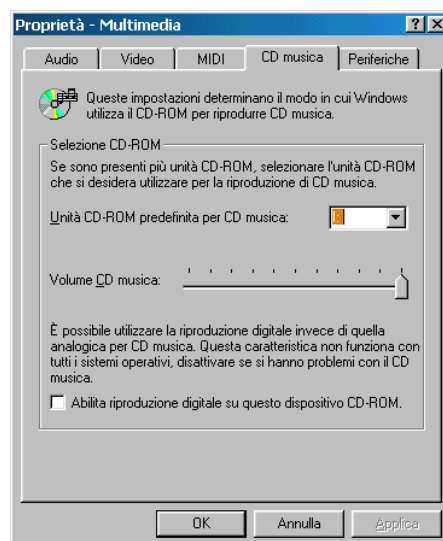 Proprietà - Multimedia
Audio
Video
MIDI
CD musica
Periferiche
Queste impostazioni determinano il modo in cui Windows
utilizza il CD-ROM per riprodurre CD musica.
Selezione CD-ROM
Se sono presenti più unità CD-ROM, selezionare l'unità CD-ROM
che si desidera utilizzare per la riproduzione di CD musica.
Unità CD-ROM predefinita per CD musica:
Volume CD musica:
È possibile utilizzare la riproduzione digitale invece di quella
analogica per CD musica. Questa caratteristica non funziona con
tutti i sistemi operativi, disattivare se si hanno problemi con il CD
musica.
Abilita riproduzione digitale su questo dispositivo CD-ROM.
OK
Annulla
Applica